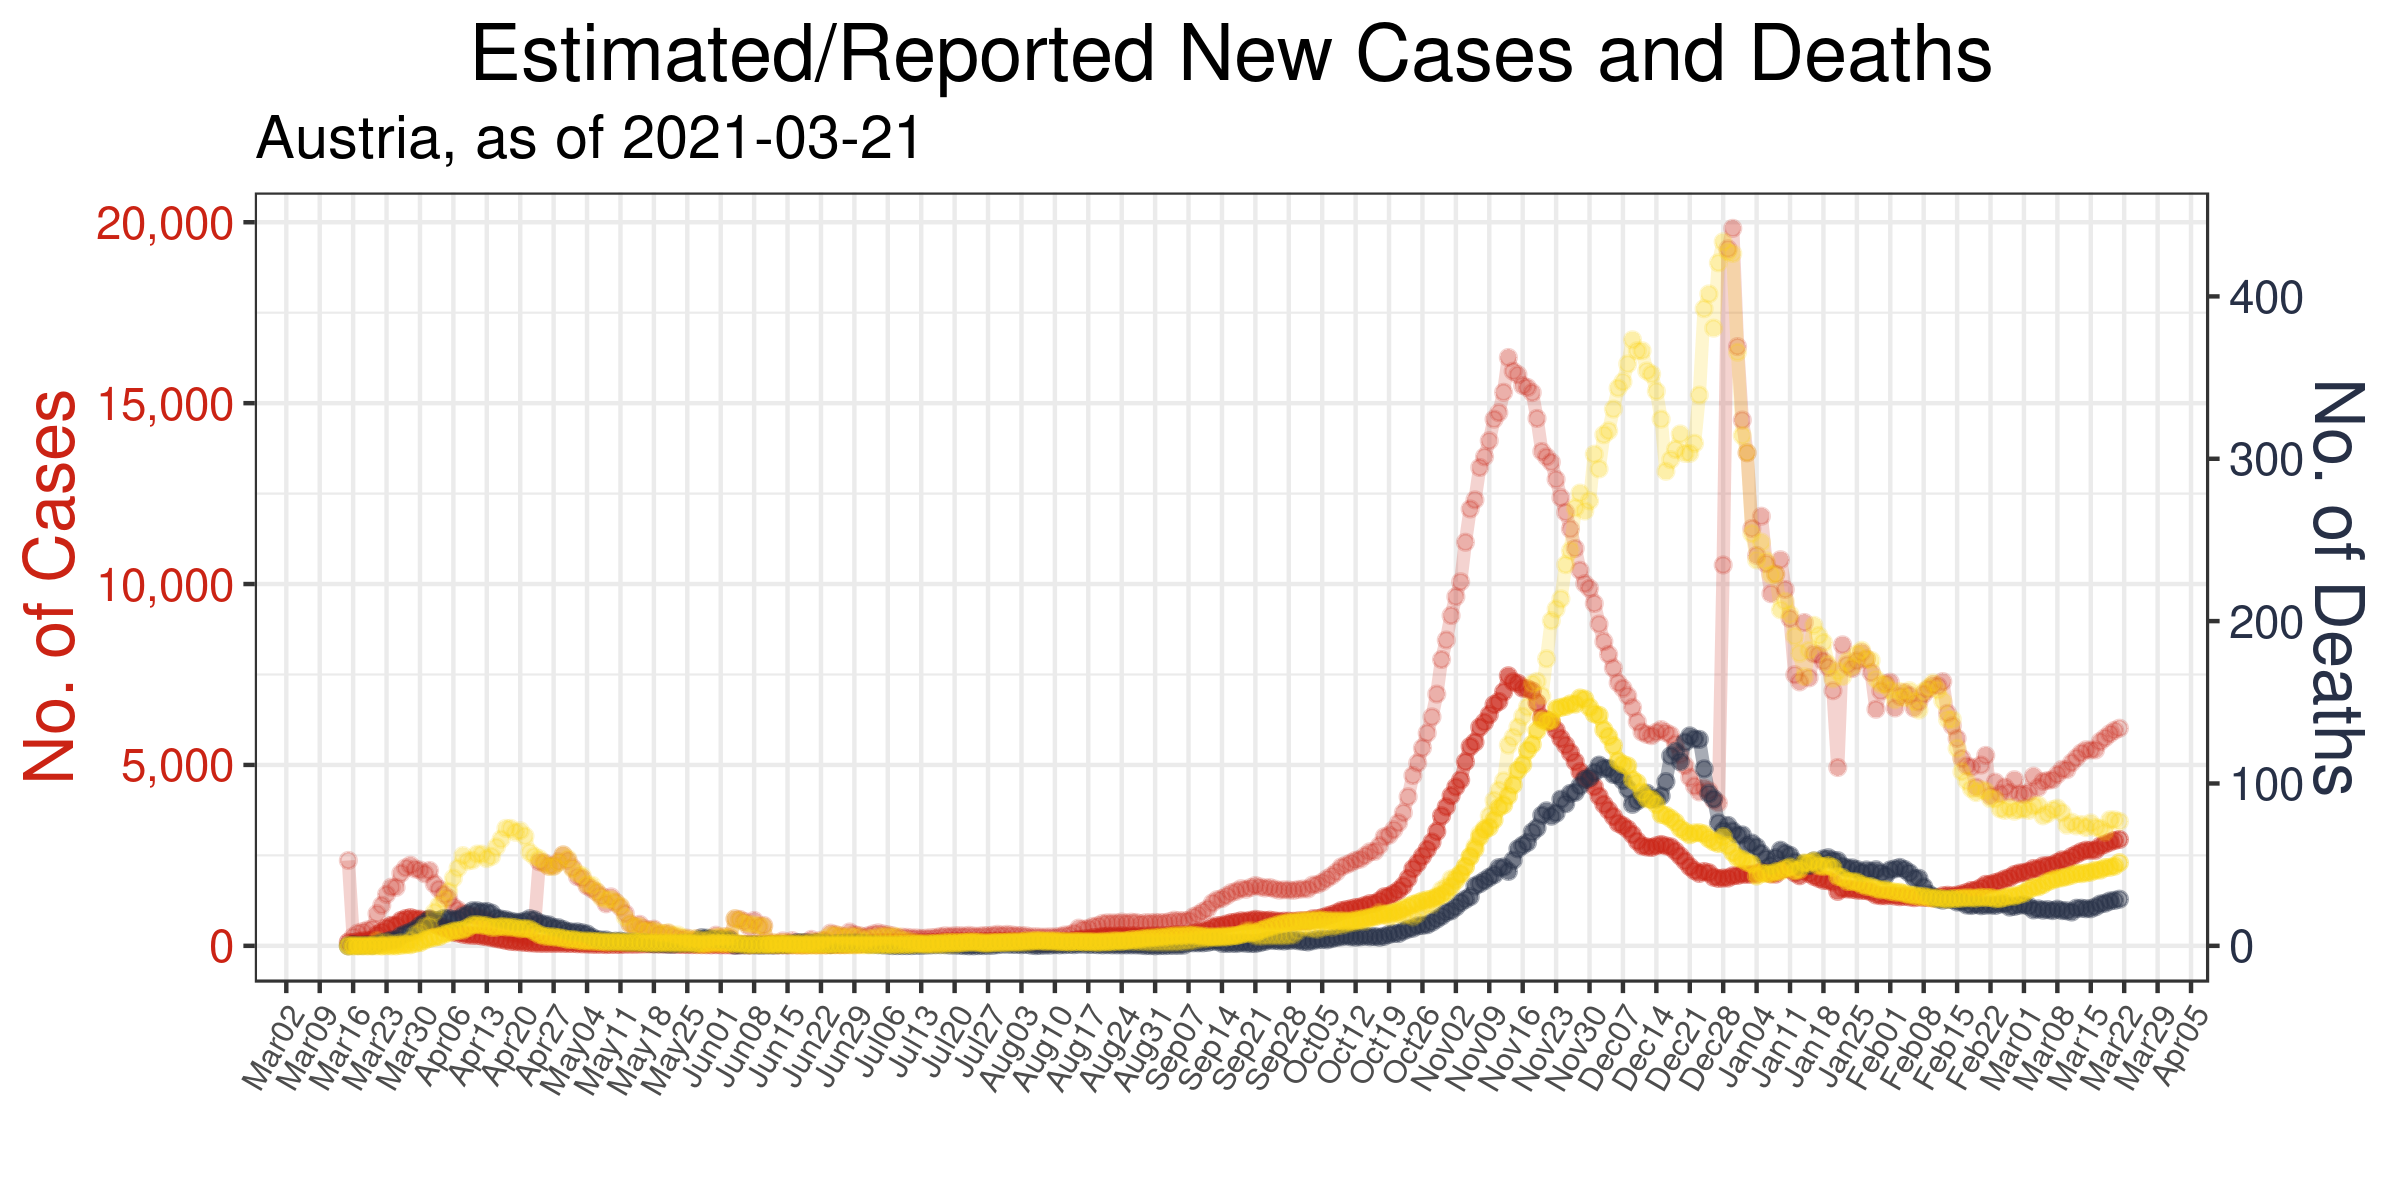 Estimated/Reported New Cases and Deaths
Austria, as of 2021-03-21
No. of Cases
20,000
15,000
10,000
5,000
0
No. of Deaths
400
300
200
100
0
Mar02 Mar09 Mar16 Mar23 Mar30 Apr06 Apr13 Apr20 Apr27 May04 May11 May18 May25 Jun01 Jun08 Jun15 Jun22 Jun29 Jul06 Jul13 Jul20 Jul27 Aug03 Aug10 Aug17 Aug24 Aug31 Sep07 Sep14 Sep21 Sep28 Oct05 Oct12 Oct19 Oct26 Nov02 Nov09 Nov16 Nov23 Nov30 Dec07 Dec14 Dec21 Dec28 Jan04 Jan11 Jan18 Jan25 Feb01 Feb08 Feb15 Feb22 Mar01 Mar08 Mar15 Mar22 Mar29 Apr05